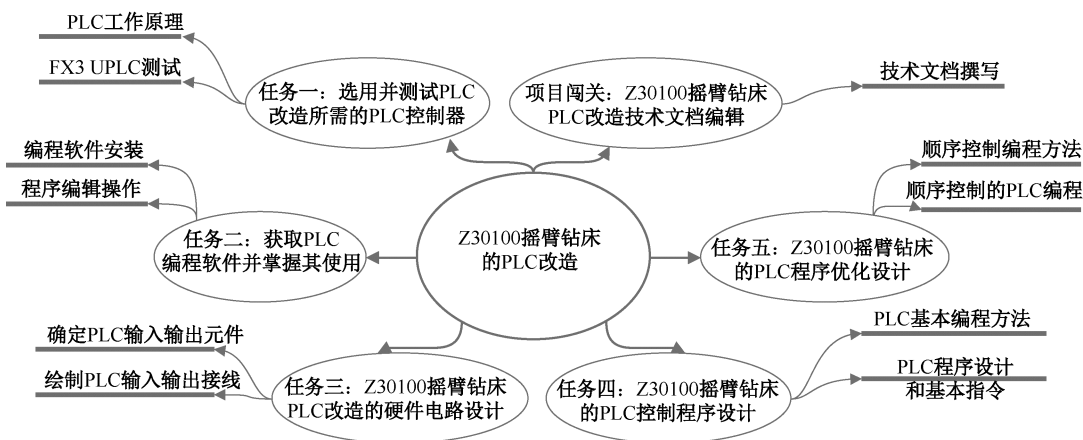 PLC工作原理
FX3 UPLC测试
任务一：选用并测试PLC
改造所需的PLC控制器
项目闯关：Z30100摇臂钻床
PLC改造技术文档编辑
技术文档撰写
编程软件安装
程序编辑操作
任务二：获取PLC
编程软件并掌握其使用
Z30100摇臂钻床
的PLC改造
顺序控制编程方法
顺序控制的PLC编程
任务五：Z30100摇臂钻床
的PLC程序优化设计
确定PLC输入输出元件
绘制PLC输入输出接线
任务三：Z30100摇臂钻床
PLC改造的硬件电路设计
任务四：Z30100摇臂钻床
的PLC控制程序设计
PLC基本编程方法
PLC程序设计
和基本指令